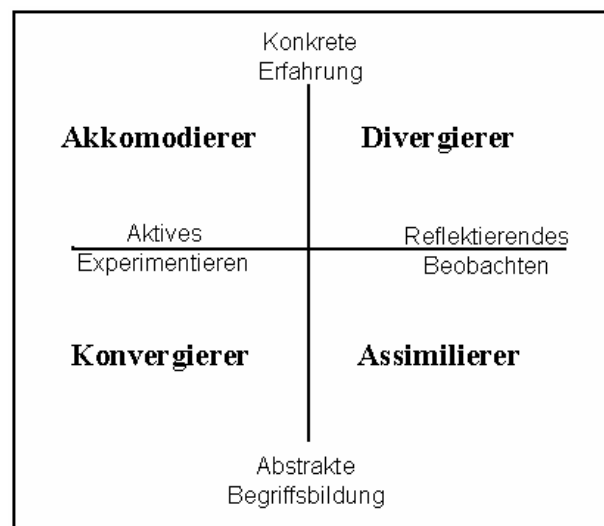 Konkrete
Erfahrung
Akkomodierer
Divergierer
Aktives
Experimentieren
Reflektierendes
Beobachten
Konvergierer
Assimilierer
Abstrakte
Begriffsbildung